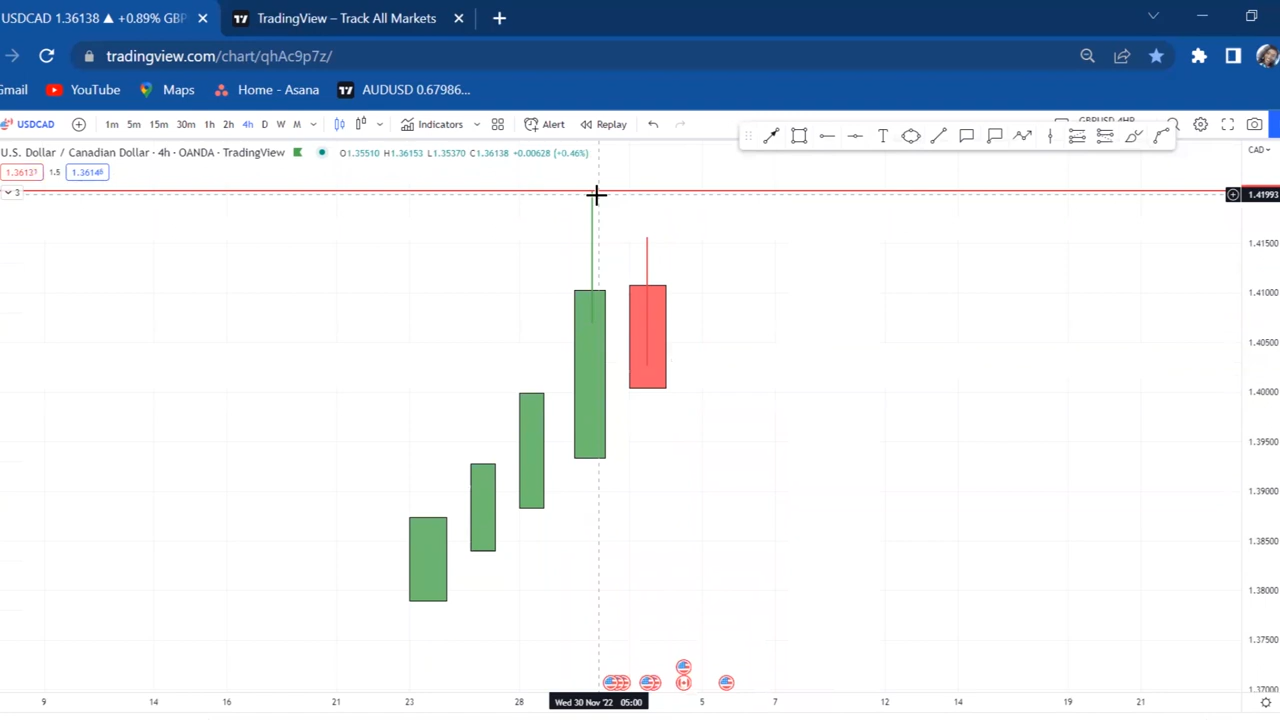 USDCAD 1.36138 ▲ +0.89% GBP
TradingView – Track All Markets
tradingview.com/chart/qhAc9p7z/
Gmail YouTube Maps Home - Asana AUDUSD 0.67986...
USDCAD 1m 5m 15m 30m 1h 2h 4h D W M Indicators Alert Replay
U.S. Dollar / Canadian Dollar · 4h · OANDA · TradingView O1.35510 H1.36153 L1.35370 C1.36138 +0.00628 (+0.46%) CAD
1.36137 1.5 1.36146
3
1.41993
1.41500
1.41000
1.40500
1.40000
1.39500
1.39000
1.38500
1.38000
1.37500
1.37000
9 14 16 21 23 28 Wed 30 Nov '22 05:00 5 7 12 14 19 21